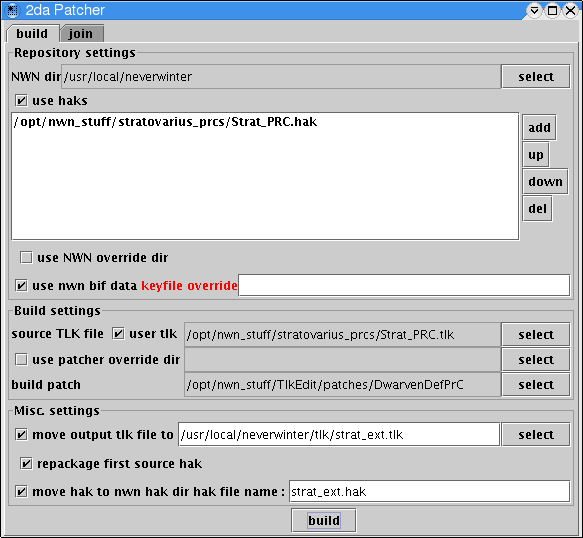 2da Patcher
build join
Repository settings
NWN dir /usr/local/neverwinter select
use haks
/opt/nwn_stuff/stratovarius_prcs/Strat_PRC.hak
add
up
down
del
use NWN override dir
use nwn bif data keyfile override
Build settings
source TLK file user tlk /opt/nwn_stuff/stratovarius_prcs/Strat_PRC.tlk select
use patcher override dir select
build patch /opt/nwn_stuff/TlkEdit/patches/DwarvenDefPrC select
Misc. settings
move output tlk file to /usr/local/neverwinter/tlk/strat_ext.tlk select
repackage first source hak
move hak to nwn hak dir hak file name : strat_ext.hak
build